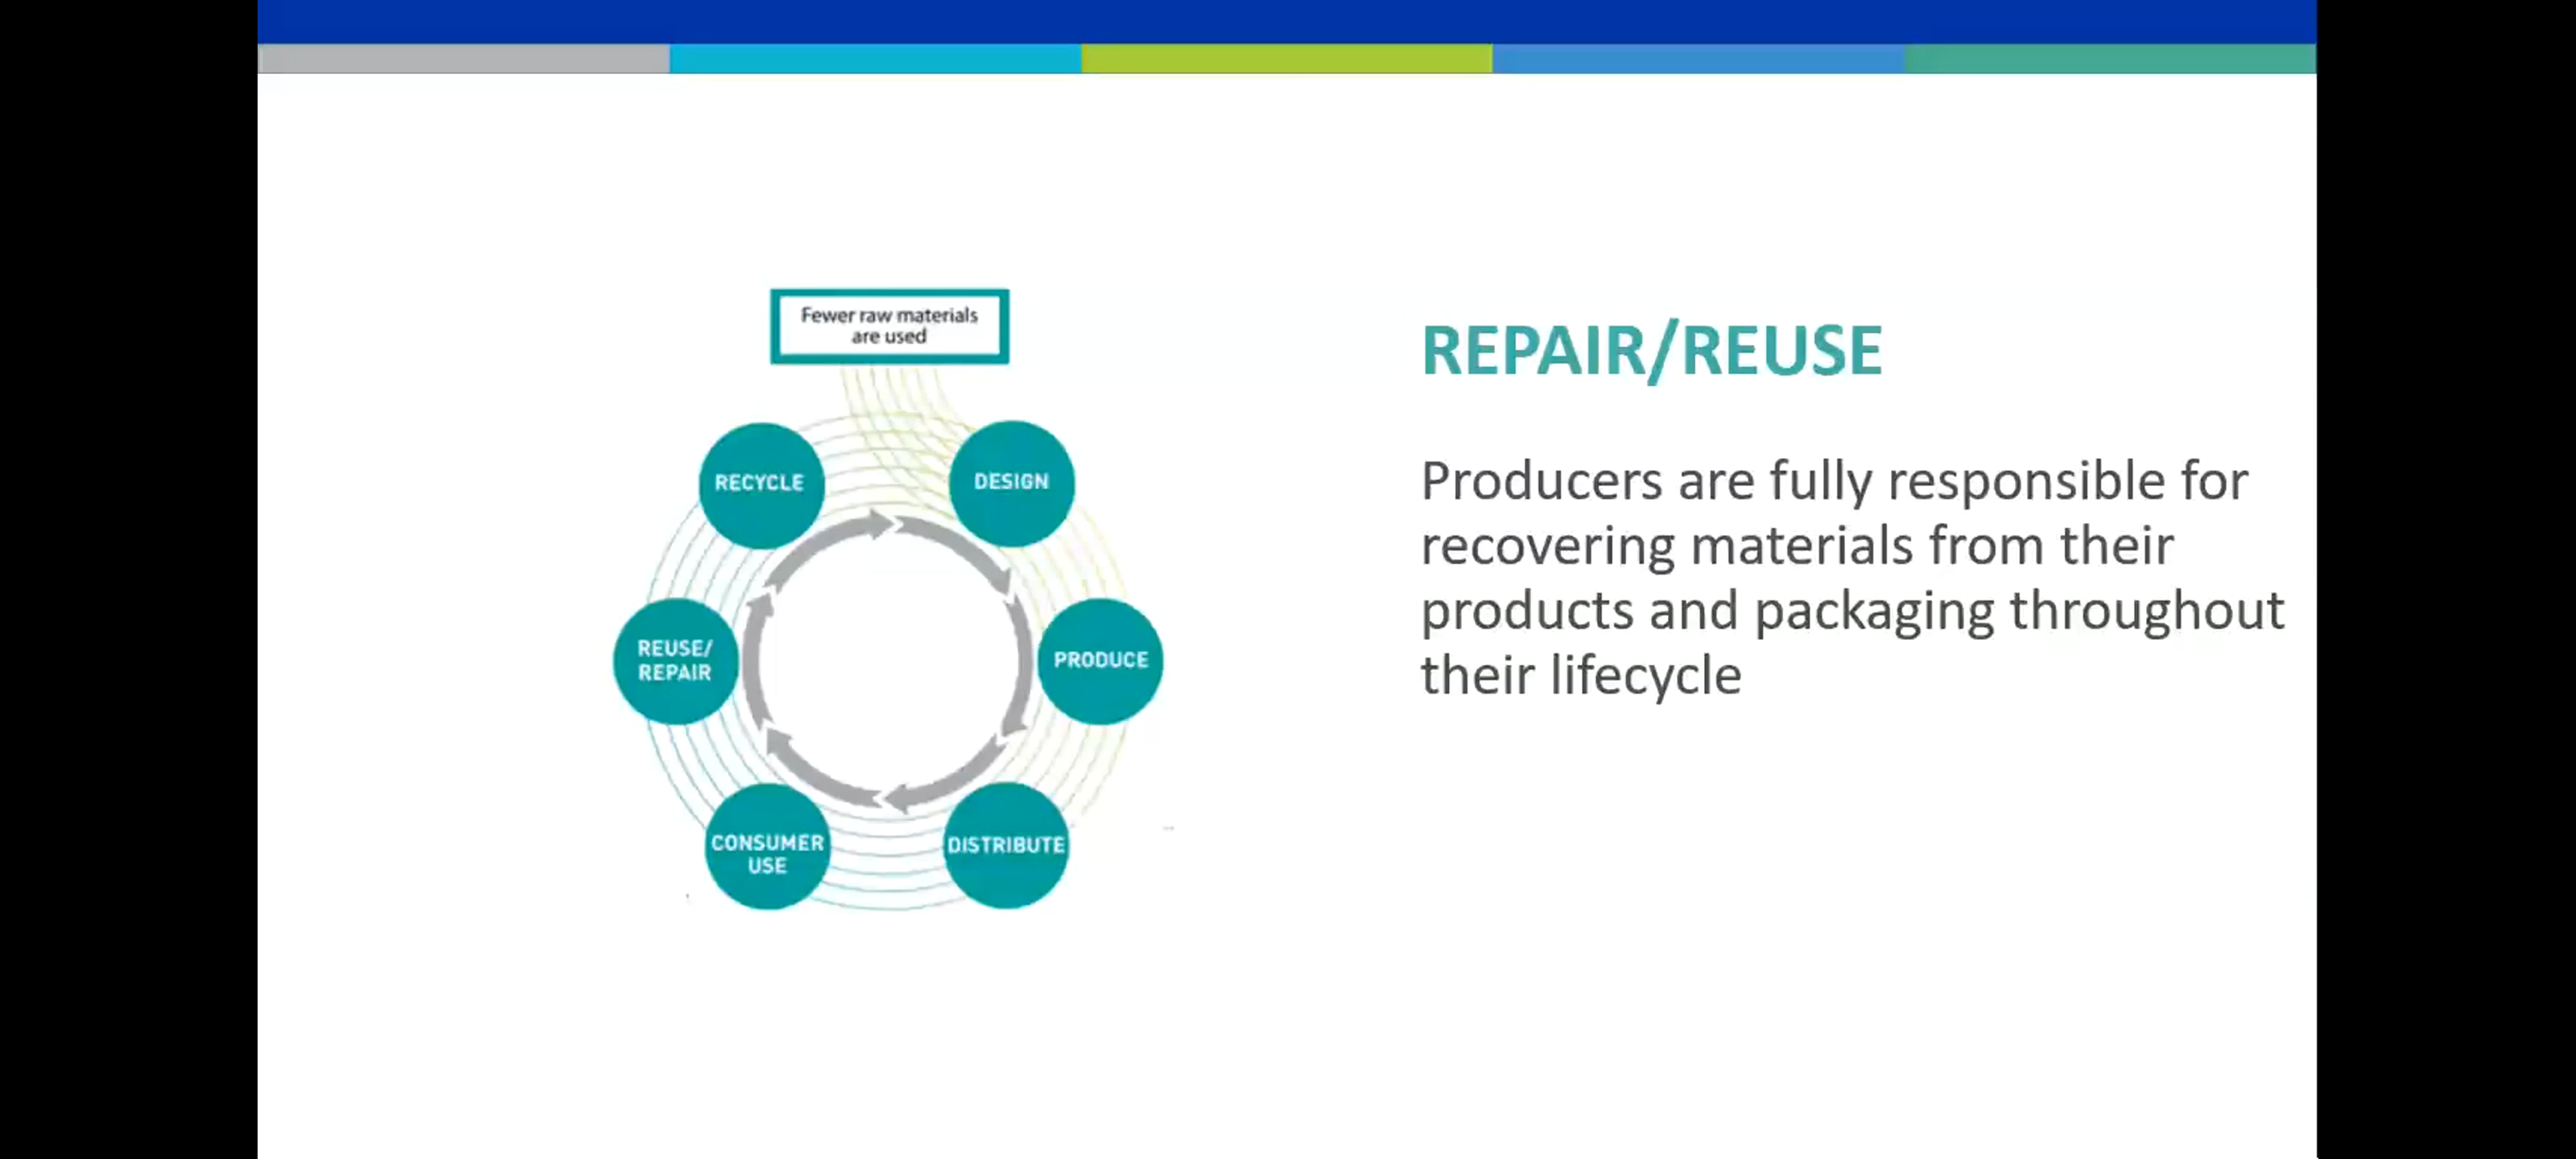 Fewer raw materials
are used
RECYCLE
DESIGN
REUSE/
REPAIR
PRODUCE
CONSUMER
USE
DISTRIBUTE
REPAIR/REUSE
Producers are fully responsible for
recovering materials from their
products and packaging throughout
their lifecycle